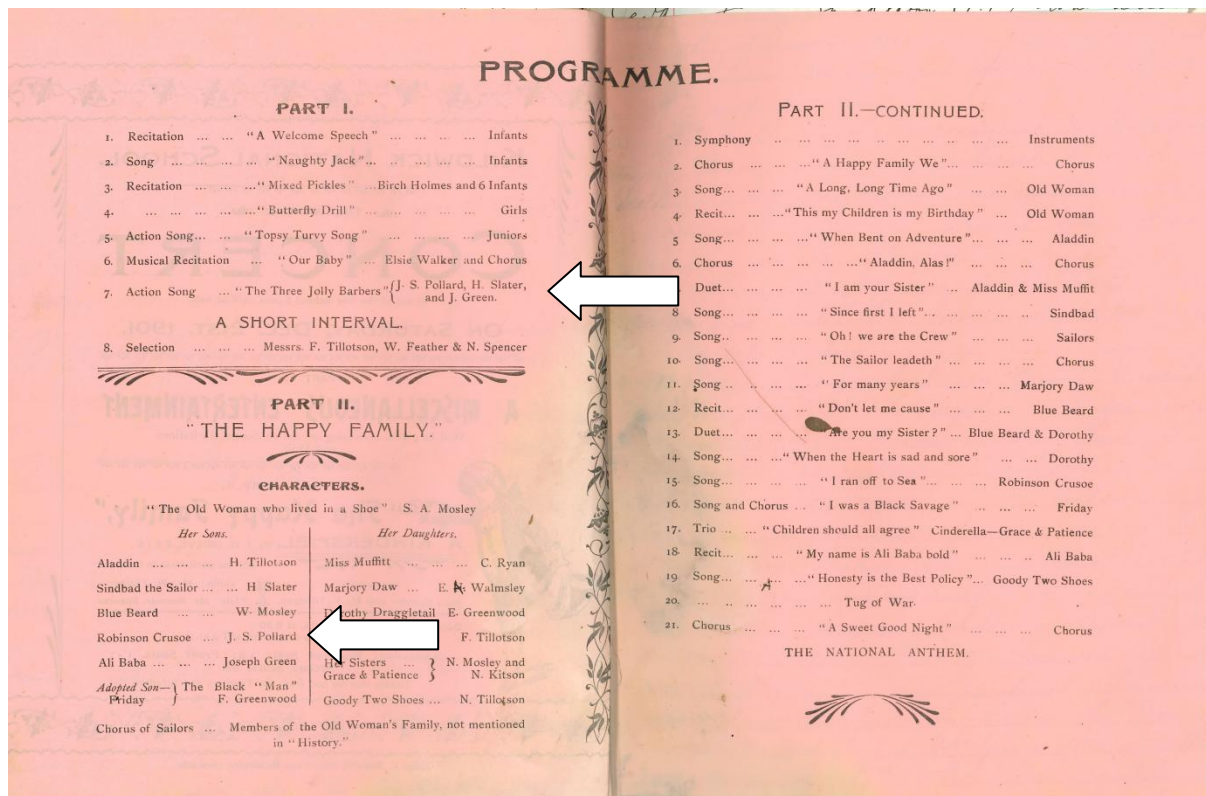 PROGRAMME.
PART I.
1. Recitation ... ... "A Welcome Speech" ... ... ... ... Infants
2. Song ... ... ... "Naughty Jack"... ... ... ... Infants
3. Recitation ... ... ..."Mixed Pickles" ...Birch Holmes and 6 Infants
4. ... ... ... ..."Butterfly Drill" ... ... ... ... Girls
5. Action Song... ... "Topsy Turvy Song" ... ... ... ... Juniors
6. Musical Recitation ... "Our Baby" ... Elsie Walker and Chorus
7. Action Song ... "The Three Jolly Barbers" { J. S. Pollard, H. Slater,
and J. Green.
A SHORT INTERVAL.
8. Selection ... ... ... Messrs. F. Tillotson, W. Feather & N. Spencer
PART II.
"THE HAPPY FAMILY."
CHARACTERS.
"The Old Woman who lived in a Shoe" S. A. Mosley
Her Sons. Her Daughters.
Aladdin ... ... ... H. Tillotson Miss Muffitt ... ... ... C. Ryan
Sindbad the Sailor ... ... H Slater Marjory Daw ... E. Walmsley
Blue Beard ... ... W. Mosley Dorothy Draggletail E. Greenwood
Robinson Crusoe ... J. S. Pollard F. Tillotson
Ali Baba ... ... ... Joseph Green Her Sisters ... } N. Mosley and
Grace & Patience } N. Kitson
Adopted Son— } The Black "Man"
Friday } F. Greenwood Goody Two Shoes ... N. Tillotson
Chorus of Sailors ... Members of the Old Woman's Family, not mentioned
in "History."
PART II.—CONTINUED.
1. Symphony ... ... ... ... ... ... ... ... Instruments
2. Chorus ... ... ..."A Happy Family We"... ... ... Chorus
3. Song... ... ... "A Long, Long Time Ago" ... ... Old Woman
4. Recit... ... ..."This my Children is my Birthday" ... Old Woman
5 Song... ... ... ..."When Bent on Adventure"... ... Aladdin
6. Chorus ... ... ... ..."Aladdin, Alas!" ... ... ... Chorus
Duet... ... ... ... "I am your Sister" ... Aladdin & Miss Muffit
8 Song... ... ... ... "Since first I left"... ... ... ... Sindbad
9. Song.. ... ... ... "Oh! we are the Crew" ... ... Sailors
10. Song... ... ... ... "The Sailor leadeth" ... ... ... Chorus
11. Song .. ... ... ... "For many years" ... ... ... Marjory Daw
12. Recit... ... ... ... "Don't let me cause" ... ... ... Blue Beard
13. Duet... ... ... ... "Are you my Sister?" ... Blue Beard & Dorothy
14. Song... ... ..."When the Heart is sad and sore" ... ... Dorothy
15. Song... ... ... ... "I ran off to Sea"... ... ... Robinson Crusoe
16. Song and Chorus ... "I was a Black Savage" ... ... ... Friday
17. Trio ... ... "Children should all agree" Cinderella—Grace & Patience
18. Recit... ... ... "My name is Ali Baba bold" ... ... .. Ali Baba
19 Song... ... ... ..."Honesty is the Best Policy"... Goody Two Shoes
20. ... ... ... ... ... ... Tug of War.
21. Chorus ... ... ... "A Sweet Good Night" ... ... ... Chorus
THE NATIONAL ANTHEM.